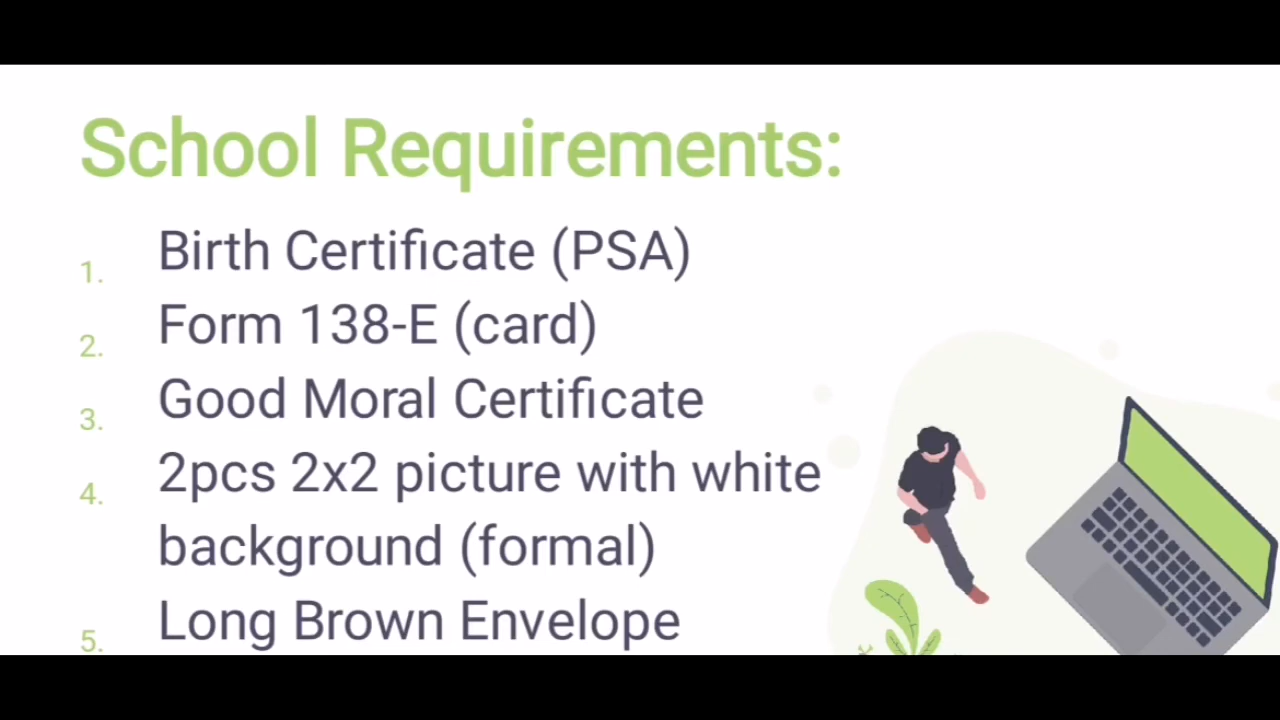 School Requirements:
1. Birth Certificate (PSA)
2. Form 138-E (card)
3. Good Moral Certificate
4. 2pcs 2x2 picture with white
background (formal)
5. Long Brown Envelope